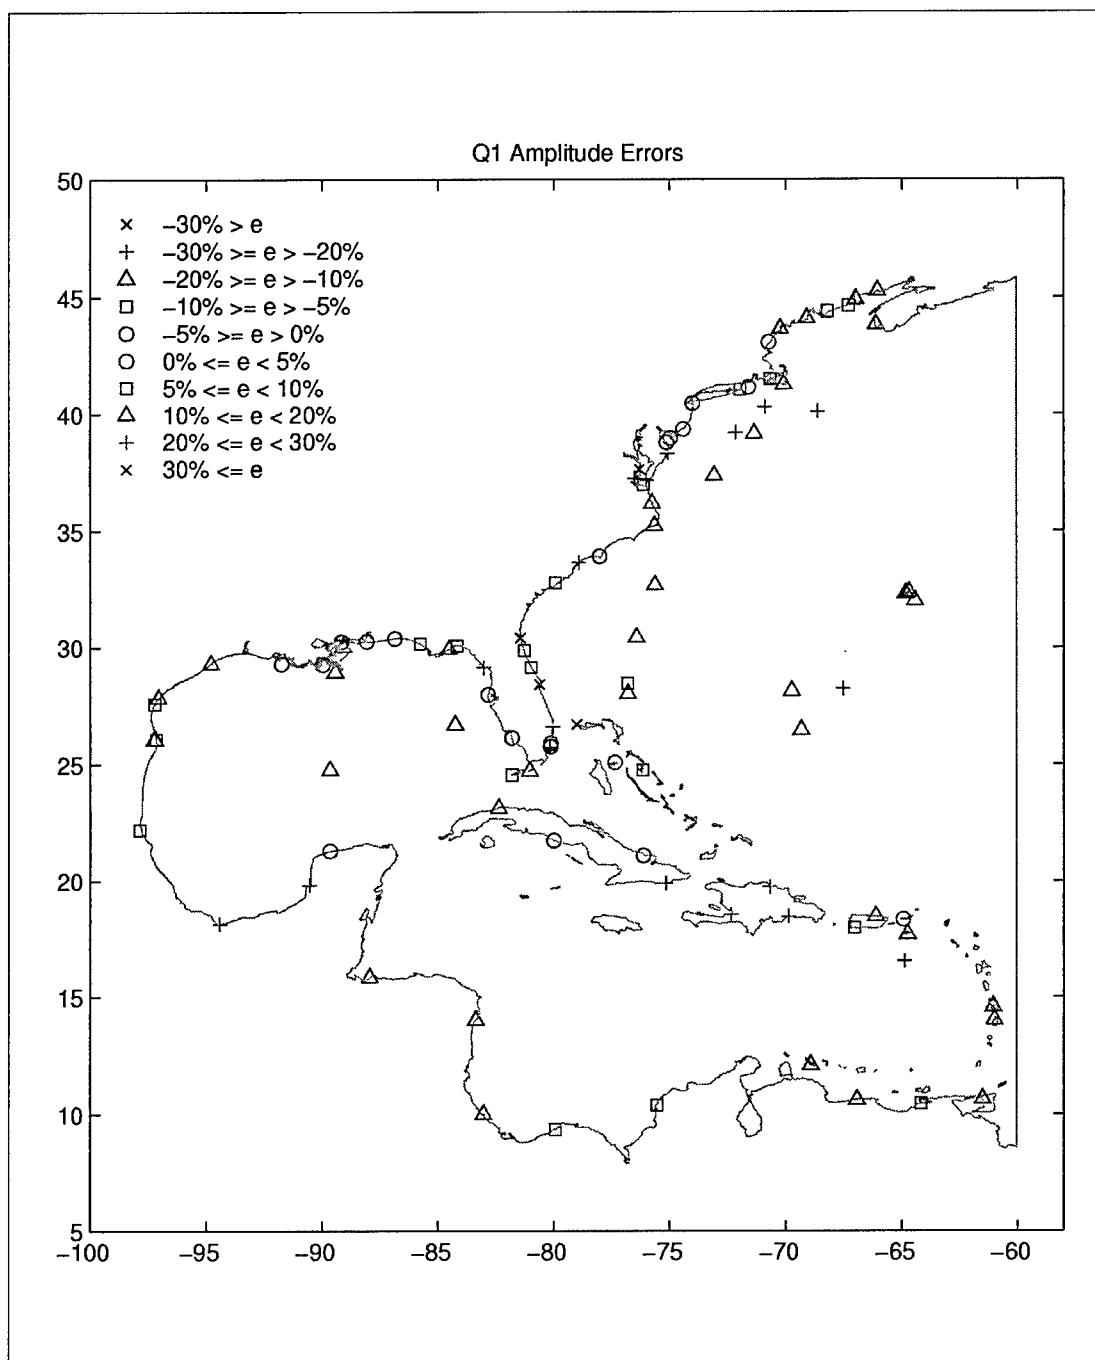 Q1 Amplitude Errors
50
45
40
35
30
25
20
15
10
5
× −30% > e
+ −30% >= e > −20%
△ −20% >= e > −10%
□ −10% >= e > −5%
○ −5% >= e > 0%
○ 0% <= e < 5%
□ 5% <= e < 10%
△ 10% <= e < 20%
+ 20% <= e < 30%
× 30% <= e
−100 −95 −90 −85 −80 −75 −70 −65 −60